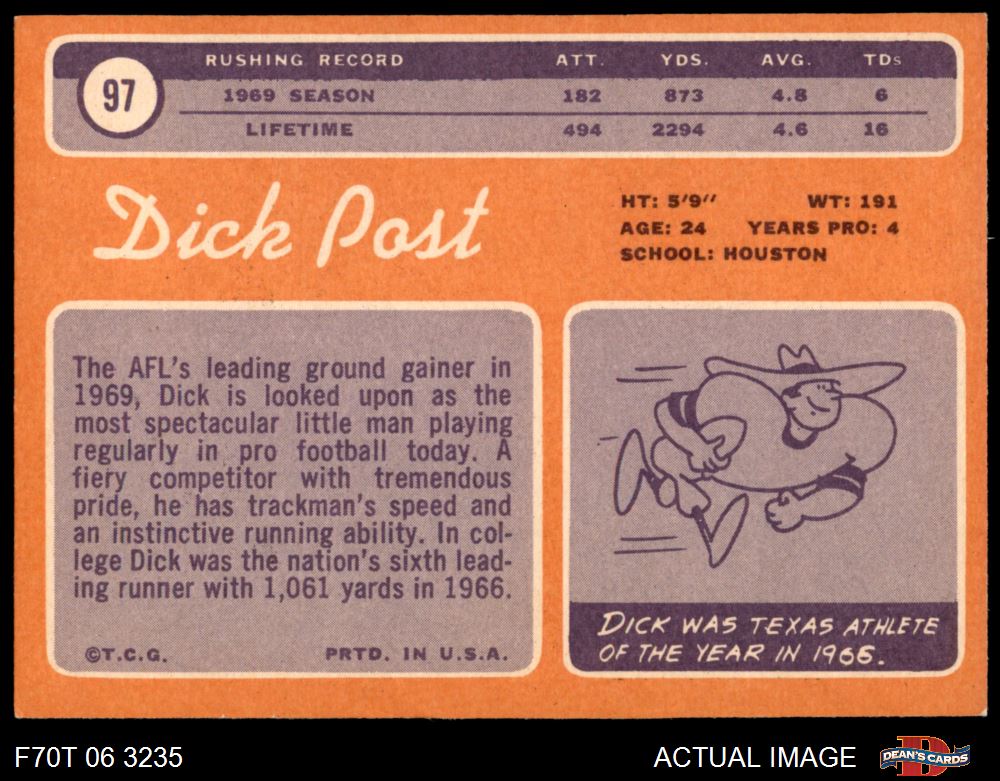 97
RUSHING RECORD ATT. YDS. AVG. TDs
1969 SEASON 182 873 4.8 6
LIFETIME 494 2294 4.6 16
Dick Post
HT: 5'9" WT: 191
AGE: 24 YEARS PRO: 4
SCHOOL: HOUSTON
The AFL's leading ground gainer in
1969, Dick is looked upon as the
most spectacular little man playing
regularly in pro football today. A
fiery competitor with tremendous
pride, he has trackman's speed and
an instinctive running ability. In col-
lege Dick was the nation's sixth lead-
ing runner with 1,061 yards in 1966.
©T.C.G. PRTD. IN U.S.A.
DICK WAS TEXAS ATHLETE
OF THE YEAR IN 1966.
F70T 06 3235
ACTUAL IMAGE
DEAN'S CARDS